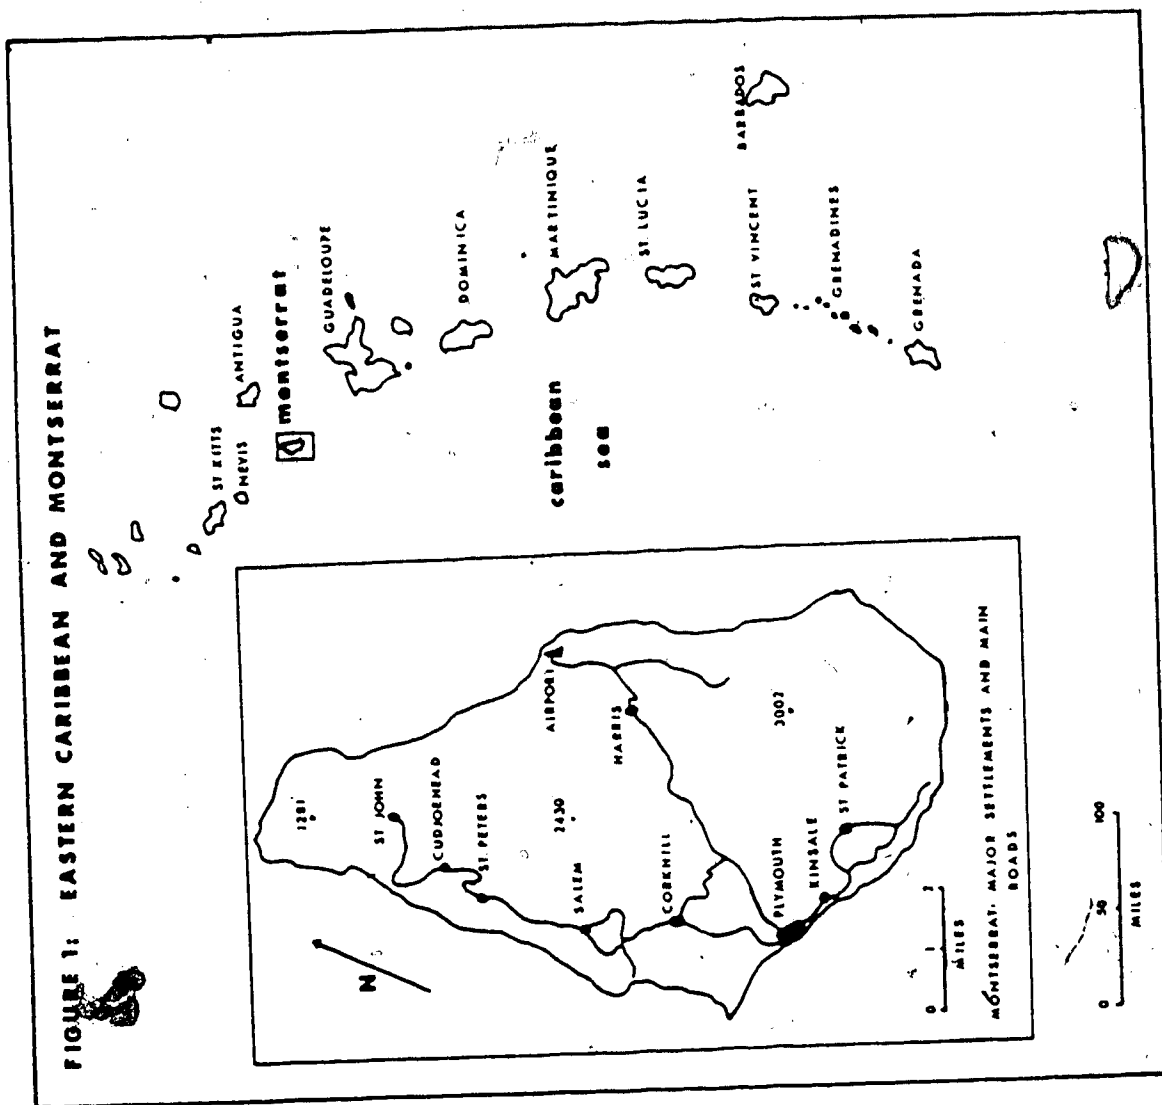 FIGURE 1: EASTERN CARIBBEAN AND MONTSERRAT
ST KITTS
NEVIS
ANTIGUA
montserrat
GUADELOUPE
DOMINICA
MARTINIQUE
ST LUCIA
BARBADOS
ST VINCENT
GRENADINES
GRENADA
caribbean
sea
N
1281
ST JOHN
CUDJOEHEAD
ST. PETERS
2430
SALEM
CORKHILL
AIRPORT
HARRIS
3002
PLYMOUTH
KINSALE
ST PATRICK
0 1 2
MILES
MONTSERRAT: MAJOR SETTLEMENTS AND MAIN
ROADS
0 50 100
MILES